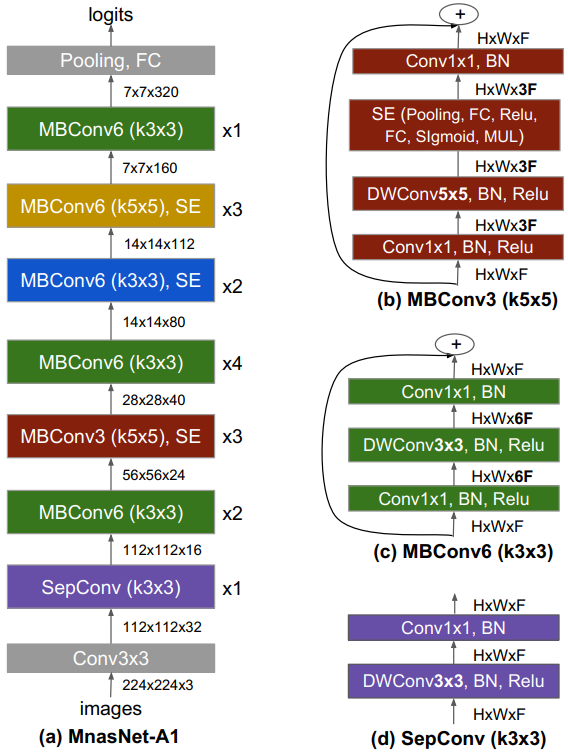 logits
Pooling, FC
7x7x320
MBConv6 (k3x3)
x1
7x7x160
MBConv6 (k5x5), SE
x3
14x14x112
MBConv6 (k3x3), SE
x2
14x14x80
MBConv6 (k3x3)
x4
28x28x40
MBConv3 (k5x5), SE
x3
56x56x24
MBConv6 (k3x3)
x2
112x112x16
SepConv (k3x3)
x1
112x112x32
Conv3x3
224x224x3
images
(a) MnasNet-A1
+
HxWxF
Conv1x1, BN
HxWx3F
SE (Pooling, FC, Relu,
FC, SIgmoid, MUL)
HxWx3F
DWConv5x5, BN, Relu
HxWx3F
Conv1x1, BN, Relu
HxWxF
(b) MBConv3 (k5x5)
+
HxWxF
Conv1x1, BN
HxWx6F
DWConv3x3, BN, Relu
HxWx6F
Conv1x1, BN, Relu
HxWxF
(c) MBConv6 (k3x3)
HxWxF
Conv1x1, BN
HxWxF
DWConv3x3, BN, Relu
HxWxF
(d) SepConv (k3x3)